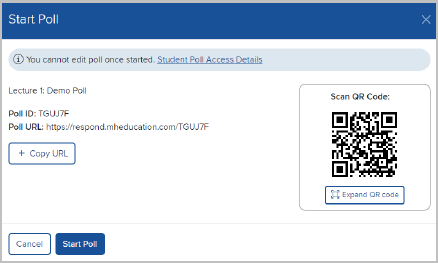 Start Poll
You cannot edit poll once started. Student Poll Access Details
Lecture 1: Demo Poll
Poll ID: TGUJ7F
Poll URL: https://respond.mheducation.com/TGUJ7F
+ Copy URL
Scan QR Code:
Expand QR code
Cancel
Start Poll